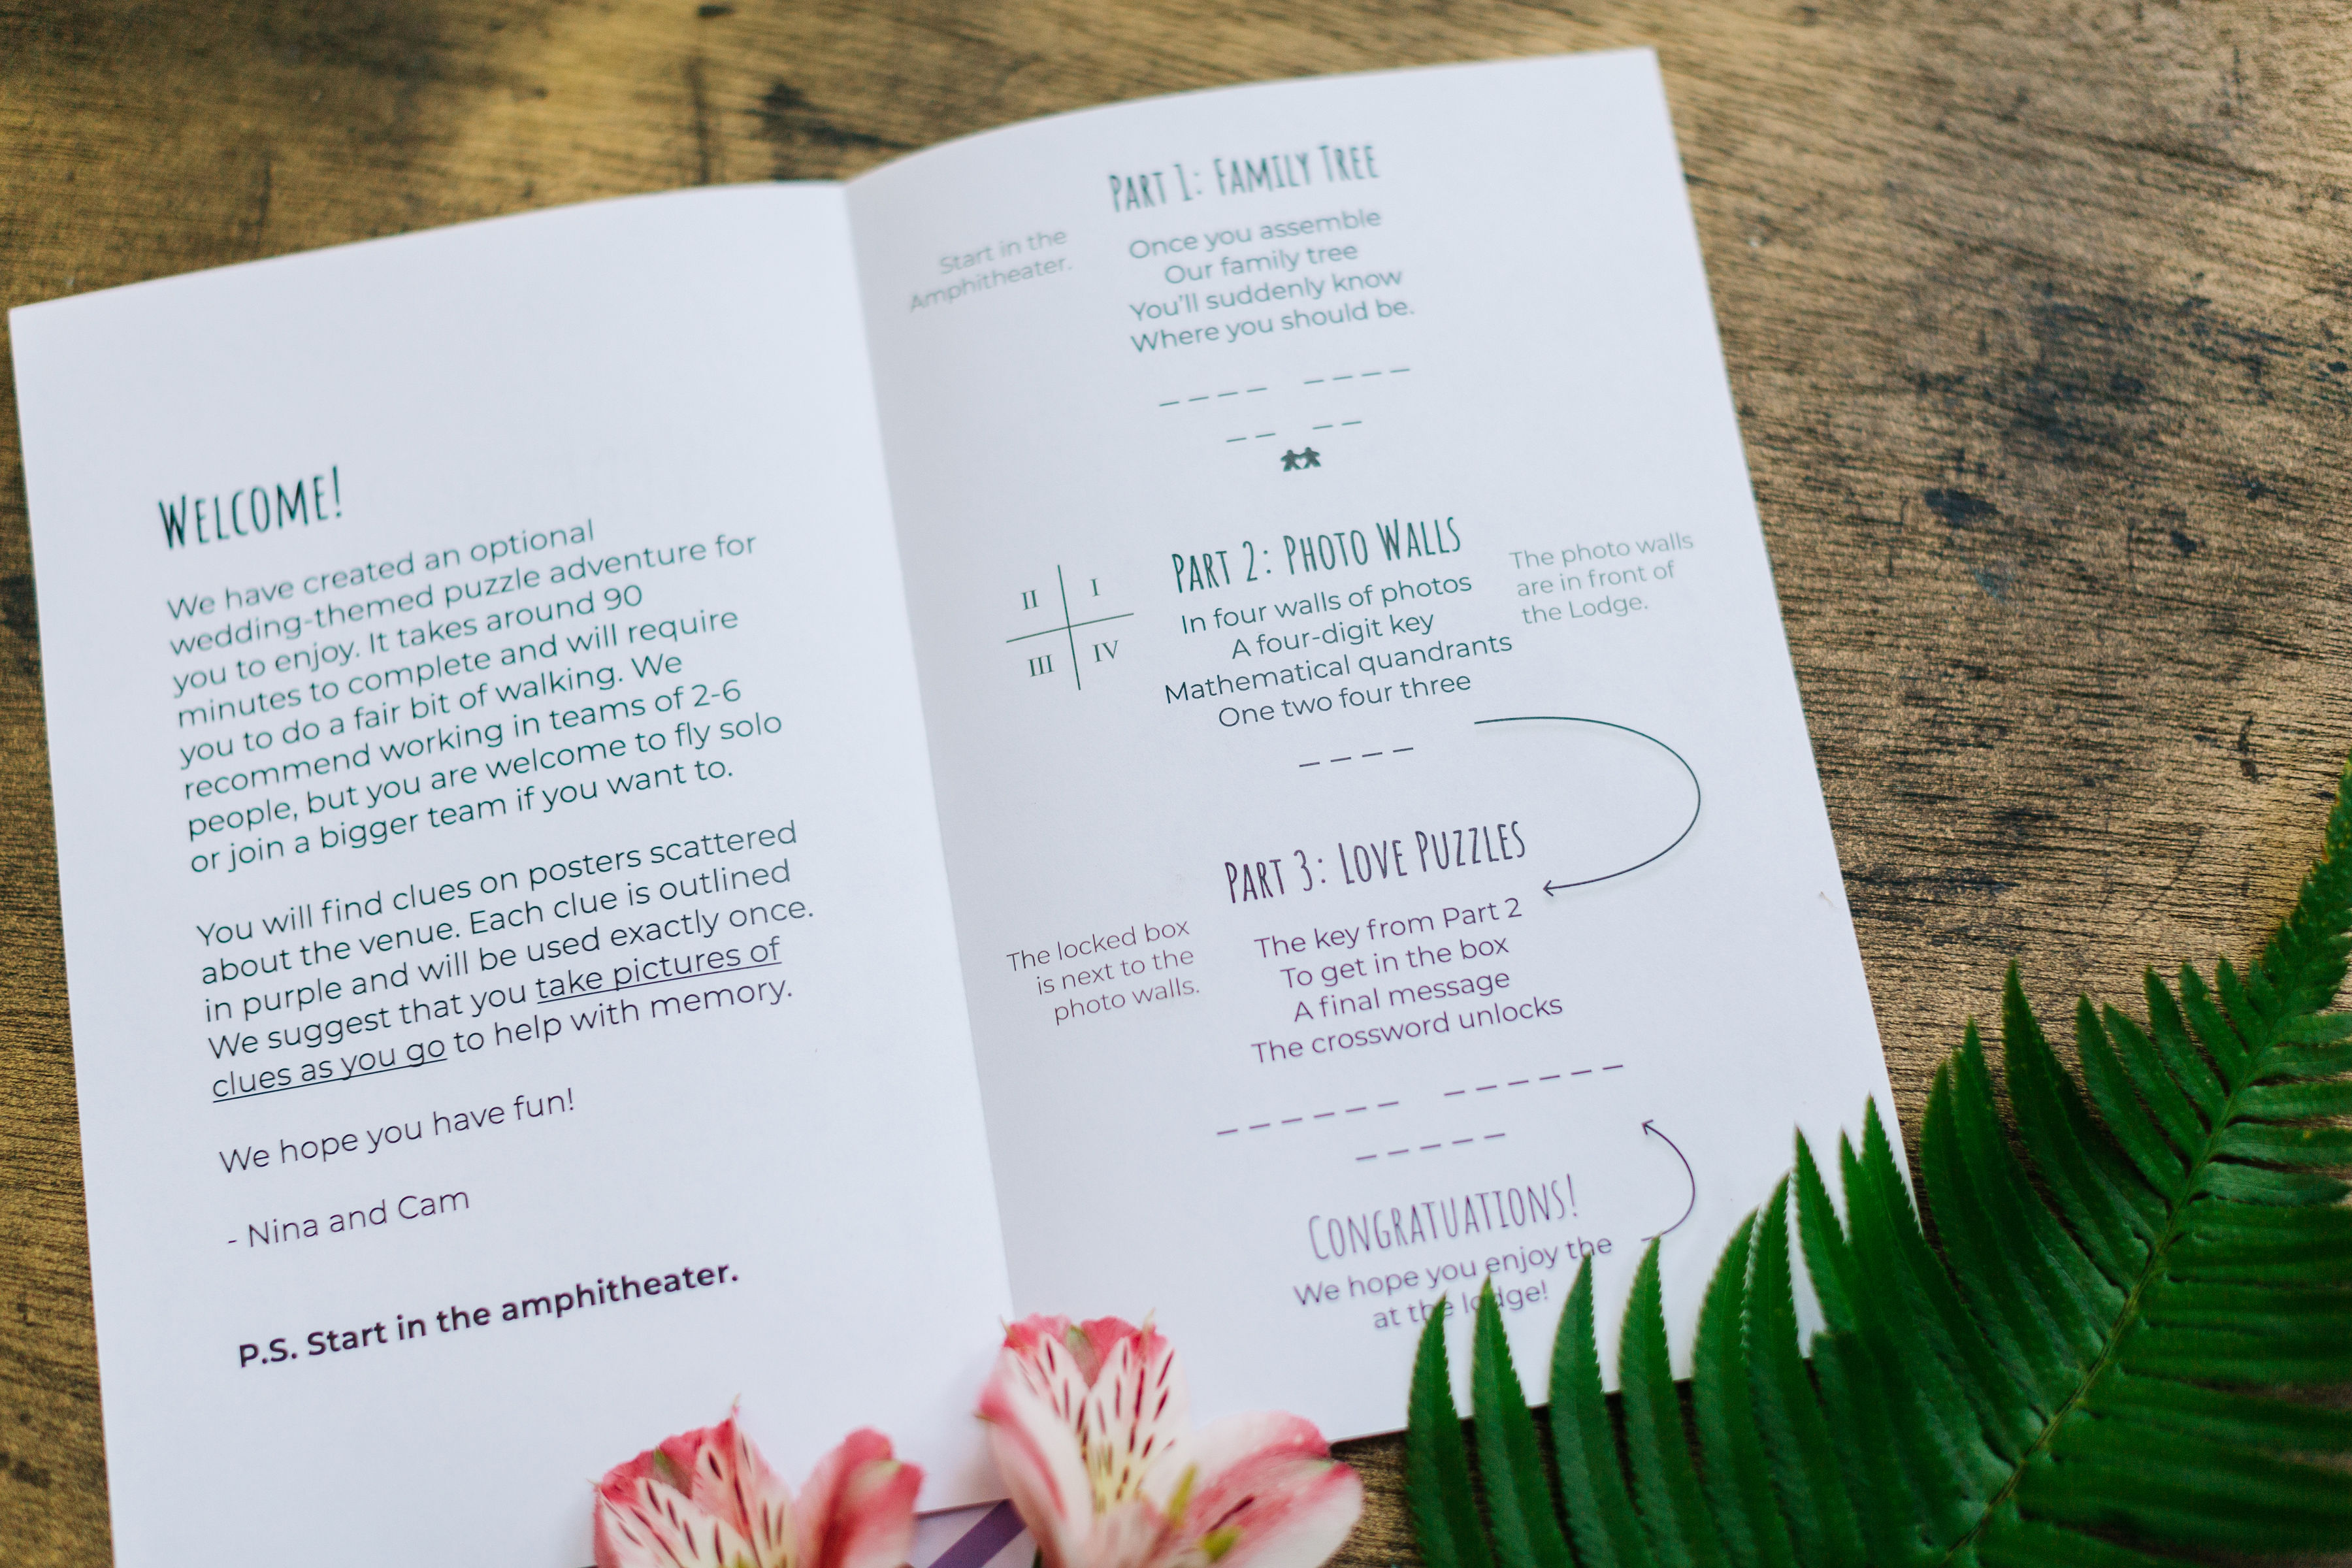 WELCOME!
We have created an optional
wedding-themed puzzle adventure for
you to enjoy. It takes around 90
minutes to complete and will require
you to do a fair bit of walking. We
recommend working in teams of 2-6
people, but you are welcome to fly solo
or join a bigger team if you want to.
You will find clues on posters scattered
about the venue. Each clue is outlined
in purple and will be used exactly once.
We suggest that you take pictures of
clues as you go to help with memory.
We hope you have fun!
- Nina and Cam
P.S. Start in the amphitheater.
PART 1: FAMILY TREE
Start in the
Amphitheater.
Once you assemble
Our family tree
You'll suddenly know
Where you should be.
_ _ _ _  _ _ _ _
_ _  _ _
PART 2: PHOTO WALLS
II I
III IV
In four walls of photos
A four-digit key
Mathematical quandrants
One two four three
The photo walls
are in front of
the Lodge.
_ _ _ _
PART 3: LOVE PUZZLES
The locked box
is next to the
photo walls.
The key from Part 2
To get in the box
A final message
The crossword unlocks
_ _ _ _ _ _  _ _ _ _ _ _
_ _ _ _ _
CONGRATUATIONS!
We hope you enjoy the
at the lodge!